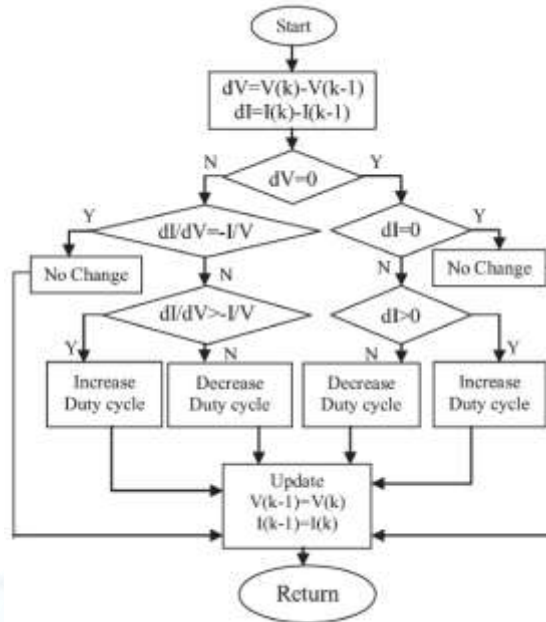 Start
dV=V(k)-V(k-1)
dI=I(k)-I(k-1)
N
Y
dV=0
Y
dI/dV=-I/V
dI=0
Y
No Change
N
N
No Change
dI/dV>-I/V
dI>0
Y
N
N
Y
Increase
Duty cycle
Decrease
Duty cycle
Decrease
Duty cycle
Increase
Duty cycle
Update
V(k-1)=V(k)
I(k-1)=I(k)
Return